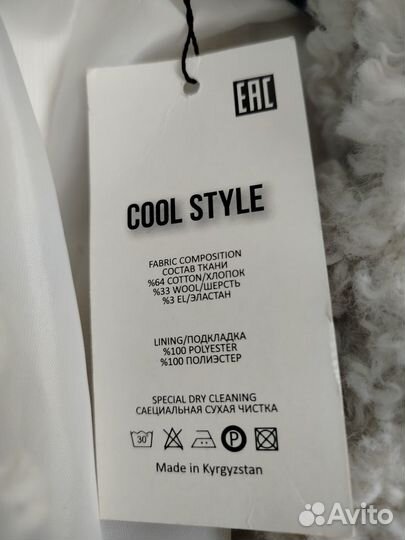 EAC
COOL STYLE
FABRIC COMPOSITION
СОСТАВ ТКАНИ
%64 COTTON/ХЛОПОК
%33 WOOL/ШЕРСТЬ
%3 EL/ЭЛАСТАН
LINING/ПОДКЛАДКА
%100 POLYESTER
%100 ПОЛИЭСТЕР
SPECIAL DRY CLEANING
САЕЦИАЛЬНАЯ СУХАЯ ЧИСТКА
30° P
Made in Kyrgyzstan
Avito